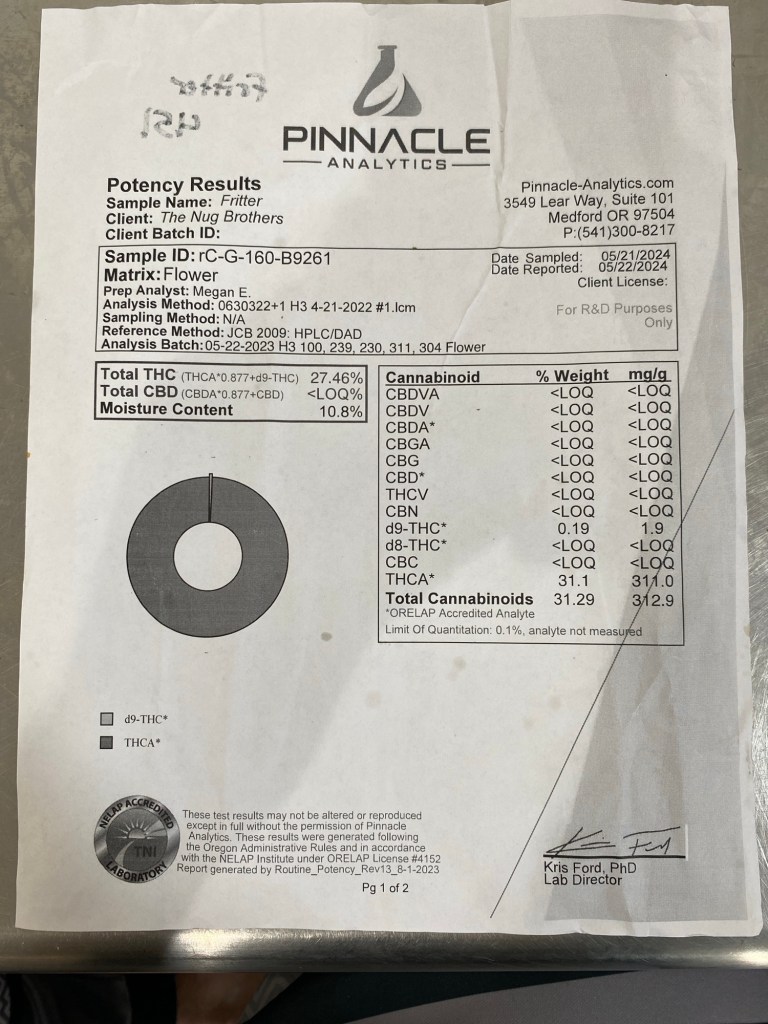 Fritter
451
PINNACLE
ANALYTICS
Potency Results
Sample Name: Fritter
Client: The Nug Brothers
Client Batch ID:
Pinnacle-Analytics.com
3549 Lear Way, Suite 101
Medford OR 97504
P:(541)300-8217
Sample ID: rC-G-160-B9261
Matrix: Flower
Prep Analyst: Megan E.
Analysis Method: 0630322+1 H3 4-21-2022 #1.lcm
Sampling Method: N/A
Reference Method: JCB 2009: HPLC/DAD
Analysis Batch: 05-22-2023 H3 100, 239, 230, 311, 304 Flower
Date Sampled: 05/21/2024
Date Reported: 05/22/2024
Client License:
For R&D Purposes
Only
Total THC (THCA*0.877+d9-THC) 27.46%
Total CBD (CBDA*0.877+CBD) <LOQ%
Moisture Content 10.8%
Cannabinoid % Weight mg/g
CBDVA <LOQ <LOQ
CBDV <LOQ <LOQ
CBDA* <LOQ <LOQ
CBGA <LOQ <LOQ
CBG <LOQ <LOQ
CBD* <LOQ <LOQ
THCV <LOQ <LOQ
CBN <LOQ <LOQ
d9-THC* 0.19 1.9
d8-THC* <LOQ <LOQ
CBC <LOQ <LOQ
THCA* 31.1 311.0
Total Cannabinoids 31.29 312.9
*ORELAP Accredited Analyte
Limit Of Quantitation: 0.1%, analyte not measured
d9-THC*
THCA*
NELAP ACCREDITED
TNI
LABORATORY
These test results may not be altered or reproduced
except in full without the permission of Pinnacle
Analytics. These results were generated following
the Oregon Administrative Rules and in accordance
with the NELAP Institute under ORELAP License #4152
Report generated by Routine_Potency_Rev13_8-1-2023
Pg 1 of 2
Kris Ford, PhD
Lab Director